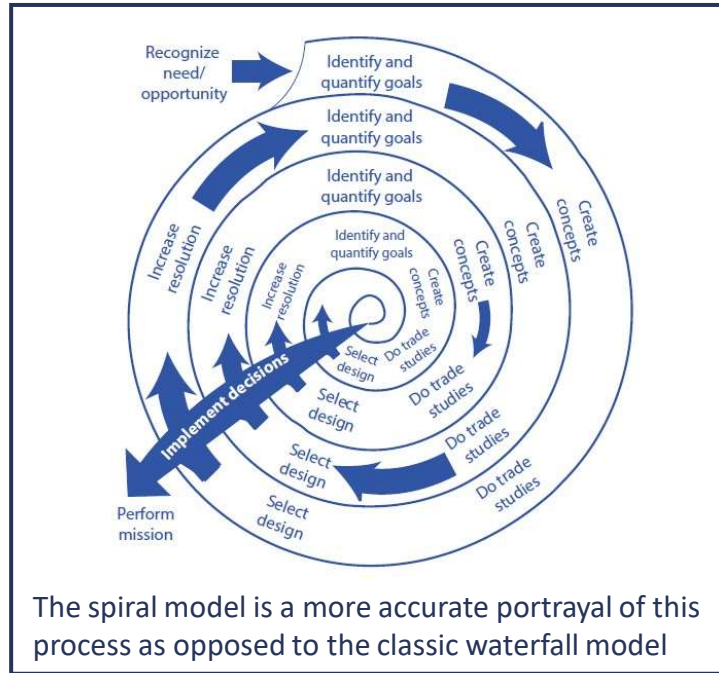 Recognize
need/
opportunity
Identify and
quantify goals
Identify and
quantify goals
Identify and
quantify goals
Identify and
quantify goals
Create
concepts
Create
concepts
Create
concepts
Create
concepts
Do trade
studies
Do trade
studies
Do trade
studies
Do trade
studies
Select
design
Select
design
Select
design
Select
design
Increase
resolution
Increase
resolution
Increase
resolution
Implement decisions
Perform
mission
The spiral model is a more accurate portrayal of this
process as opposed to the classic waterfall model